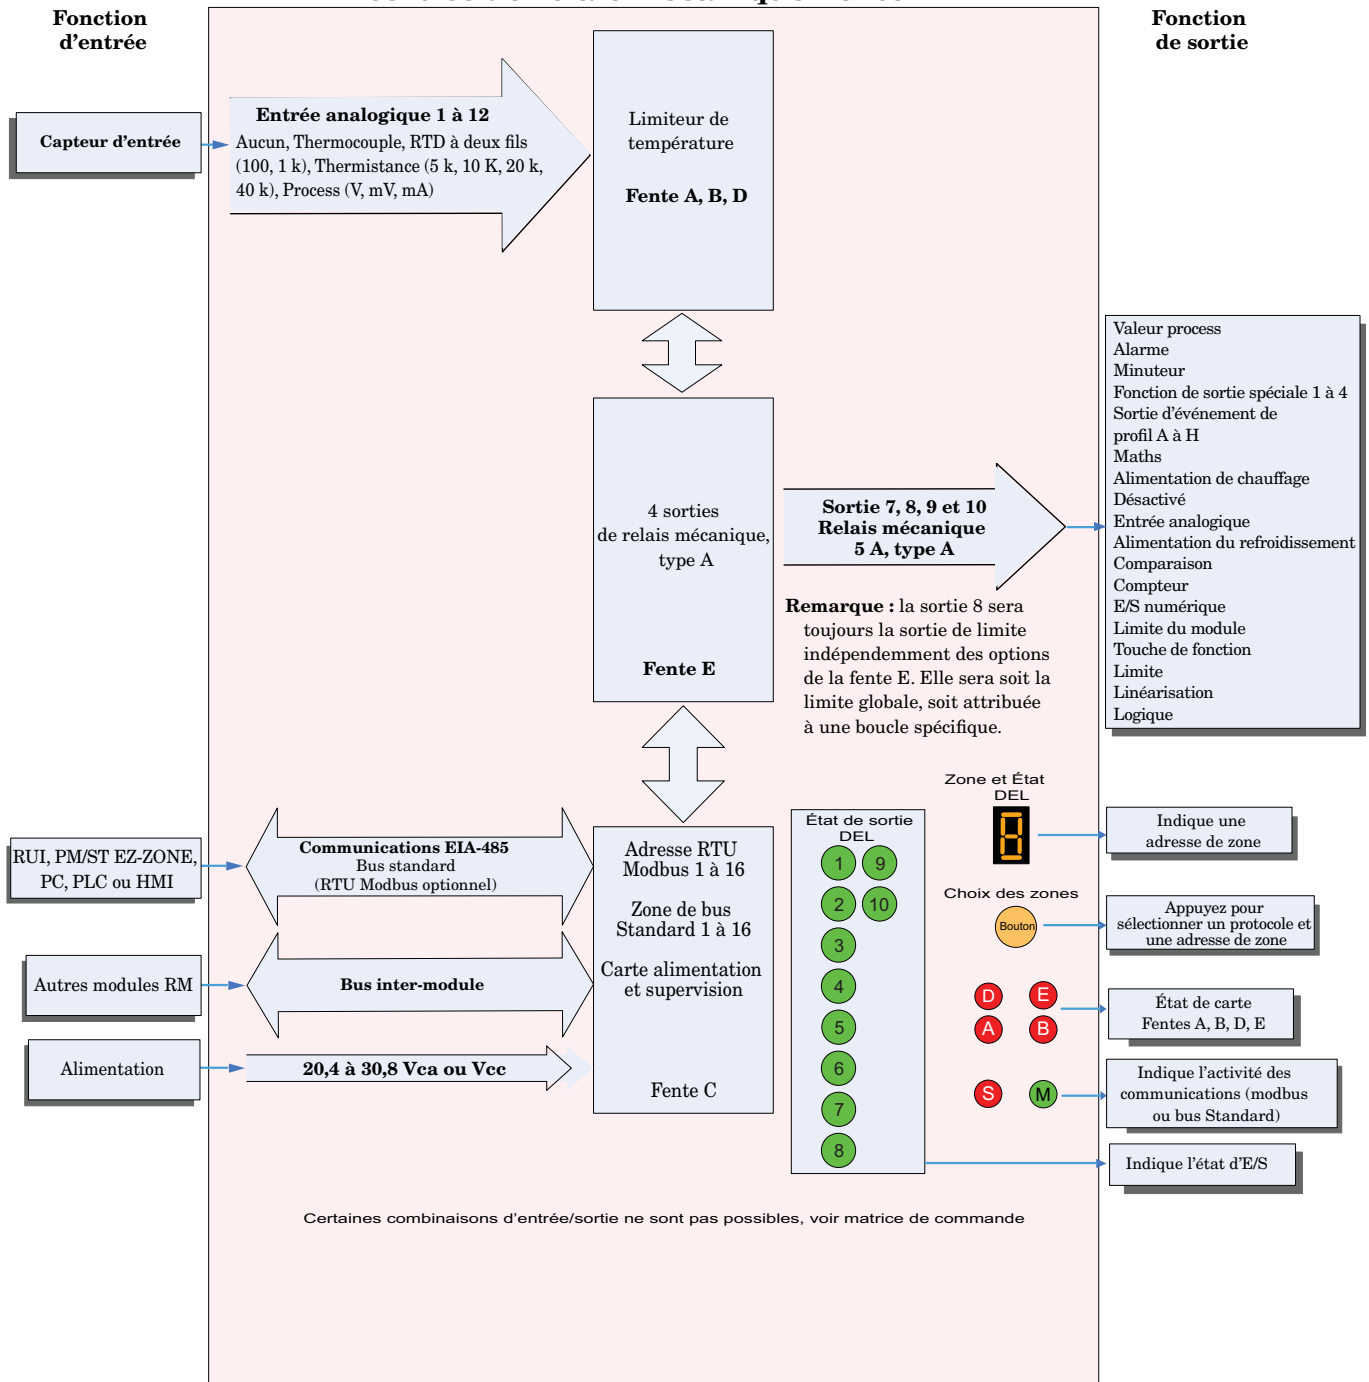 Fonction
d'entrée
Fonction
de sortie
Capteur d'entrée
Entrée analogique 1 à 12
Aucun, Thermocouple, RTD à deux fils
(100, 1 k), Thermistance (5 k, 10 K, 20 k,
40 k), Process (V, mV, mA)
Limiteur de
température
Fente A, B, D
4 sorties
de relais mécanique,
type A
Fente E
Sortie 7, 8, 9 et 10
Relais mécanique
5 A, type A
Remarque : la sortie 8 sera
toujours la sortie de limite
indépendemment des options
de la fente E. Elle sera soit la
limite globale, soit attribuée
à une boucle spécifique.
Valeur process
Alarme
Minuteur
Fonction de sortie spéciale 1 à 4
Sortie d'événement de
profil A à H
Maths
Alimentation de chauffage
Désactivé
Entrée analogique
Alimentation du refroidissement
Comparaison
Compteur
E/S numérique
Limite du module
Touche de fonction
Limite
Linéarisation
Logique
RUI, PM/ST EZ-ZONE,
PC, PLC ou HMI
Communications EIA-485
Bus standard
(RTU Modbus optionnel)
Autres modules RM
Bus inter-module
Alimentation
20,4 à 30,8 Vca ou Vcc
Adresse RTU
Modbus 1 à 16
Zone de bus
Standard 1 à 16
Carte alimentation
et supervision
Fente C
État de sortie
DEL
1 9
2 10
3
4
5
6
7
8
Zone et État
DEL
8
Indique une
adresse de zone
Choix des zones
Bouton
Appuyez pour
sélectionner un protocole et
une adresse de zone
D E
A B
État de carte
Fentes A, B, D, E
S M
Indique l'activité des
communications (modbus
ou bus Standard)
Indique l'état d'E/S
Certaines combinaisons d'entrée/sortie ne sont pas possibles, voir matrice de commande